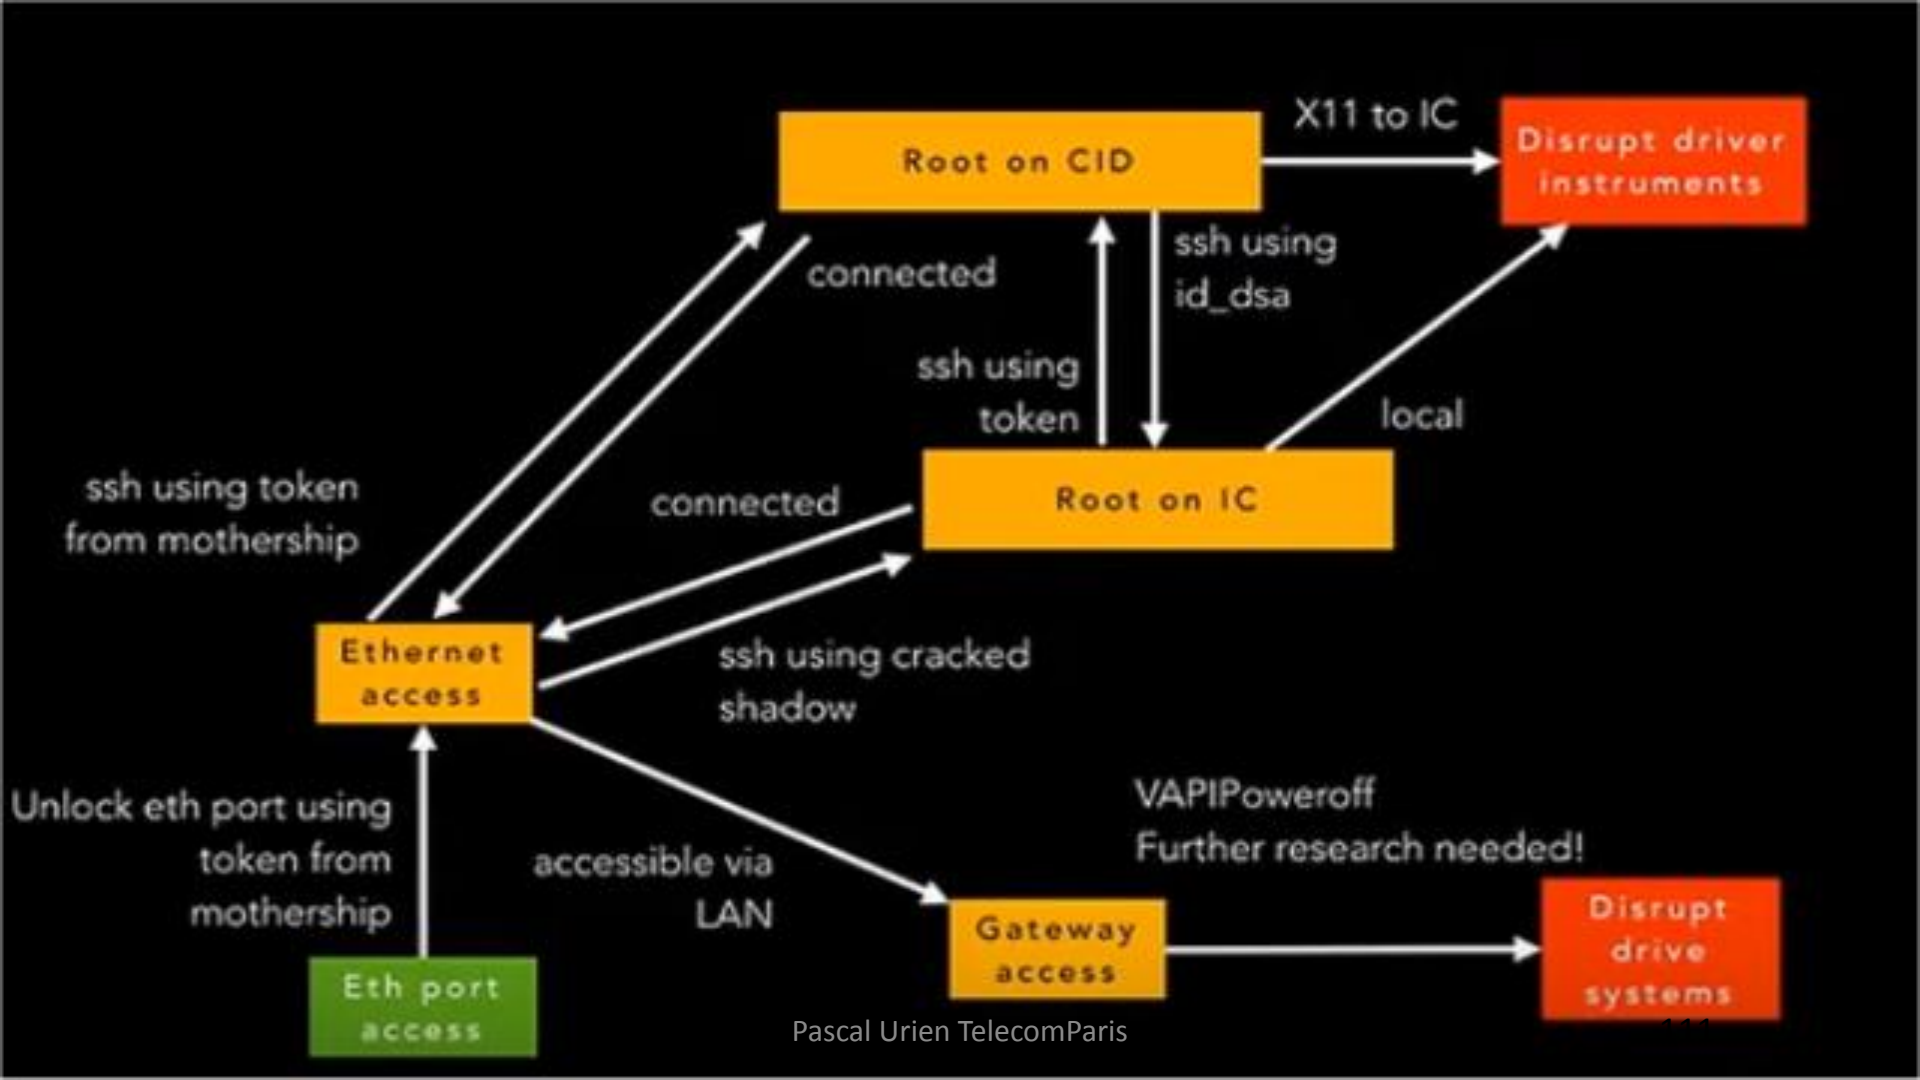 X11 to IC
Root on CID
Disrupt driver
instruments
connected
ssh using
id_dsa
ssh using
token
local
ssh using token
from mothership
connected
Root on IC
Ethernet
access
ssh using cracked
shadow
Unlock eth port using
token from
mothership
accessible via
LAN
VAPIPoweroff
Further research needed!
Gateway
access
Disrupt
drive
systems
Eth port
access
Pascal Urien TelecomParis
111